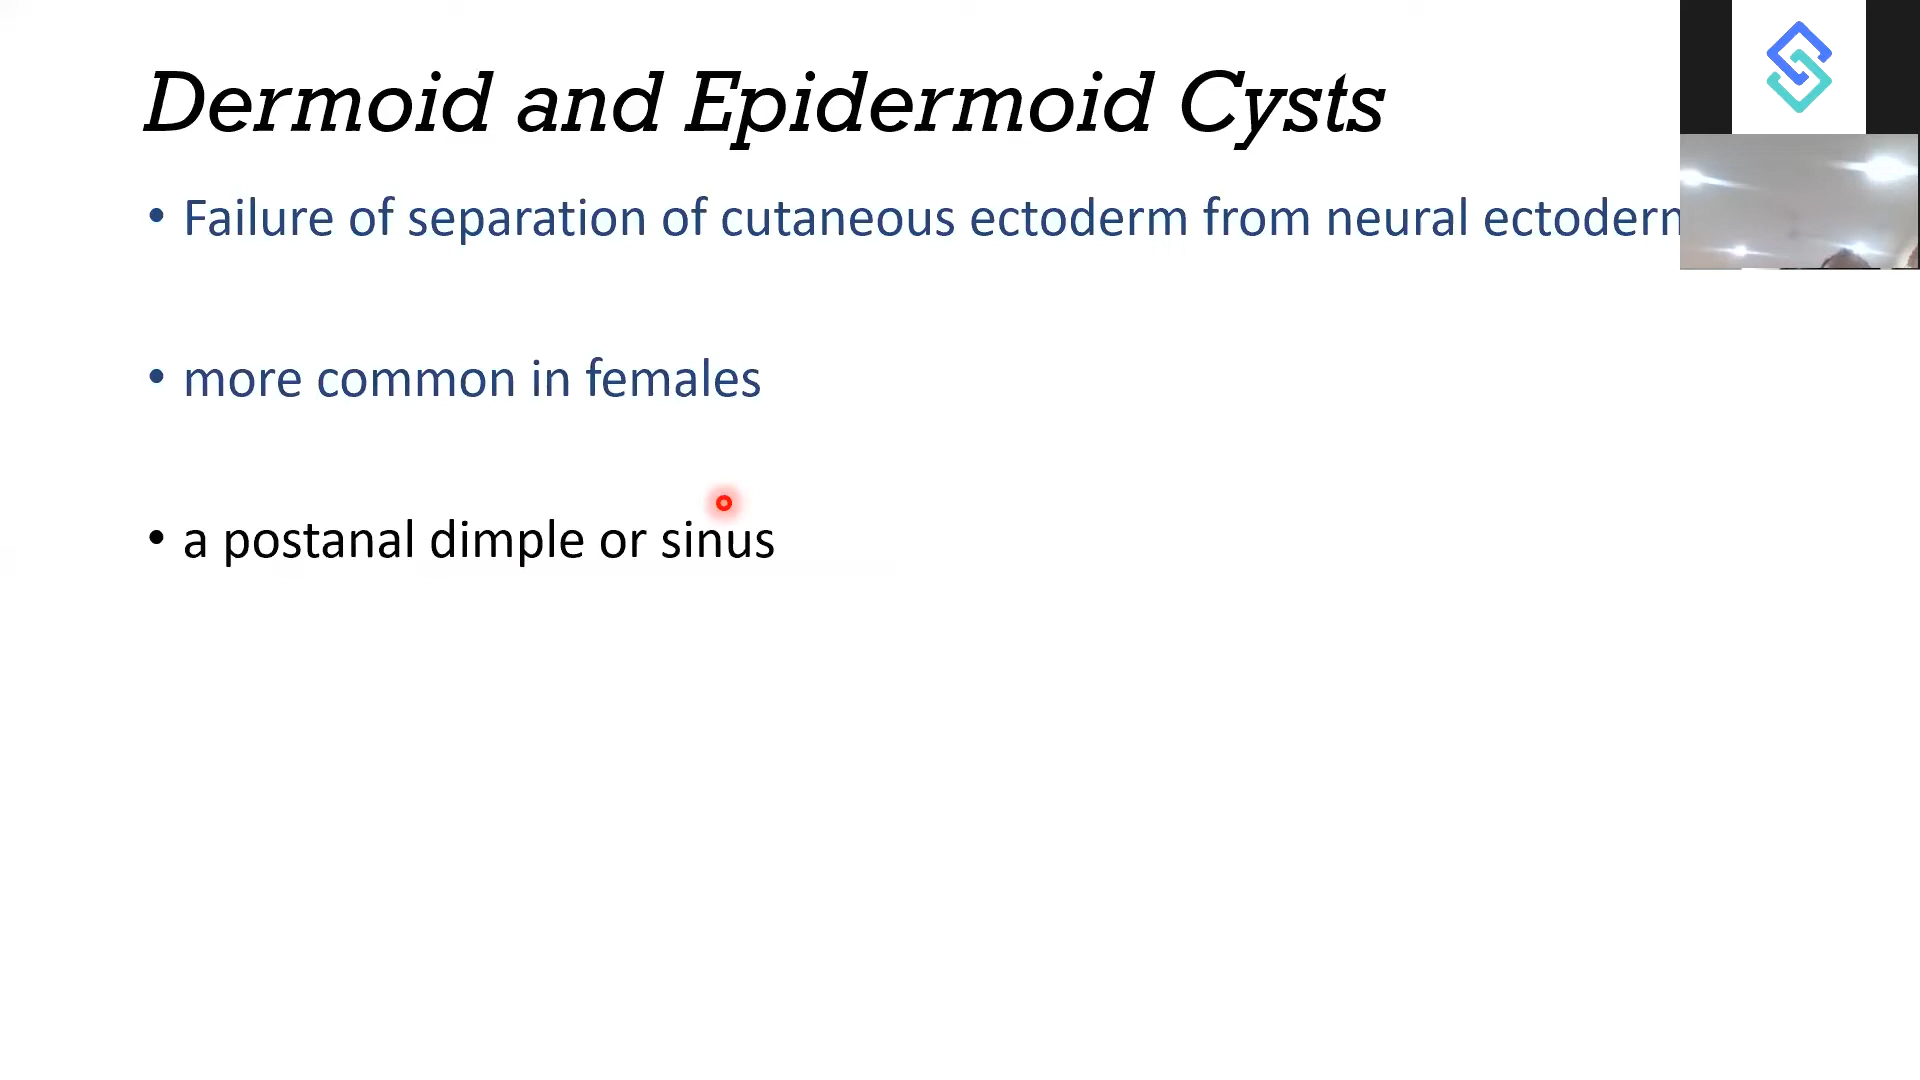 Dermoid and Epidermoid Cysts
• Failure of separation of cutaneous ectoderm from neural ectoderm
• more common in females
• a postanal dimple or sinus